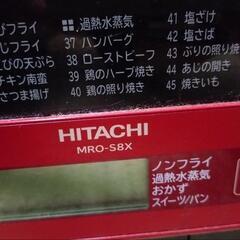 びフライ
過熱水蒸気
41 塩ざけ
じフライ
37 ハンバーグ
42 塩さば
びの天ぷら
38 ローストビーフ
43 ぶりの照り焼き
チキン南蛮
39 鶏のハーブ焼き
44 あじの開き
さつま揚げ
40 鶏の照り焼き
45 焼きいも
HITACHI
MRO-S8X
ノンフライ
過熱水蒸気
おかず
スイーツ/パン